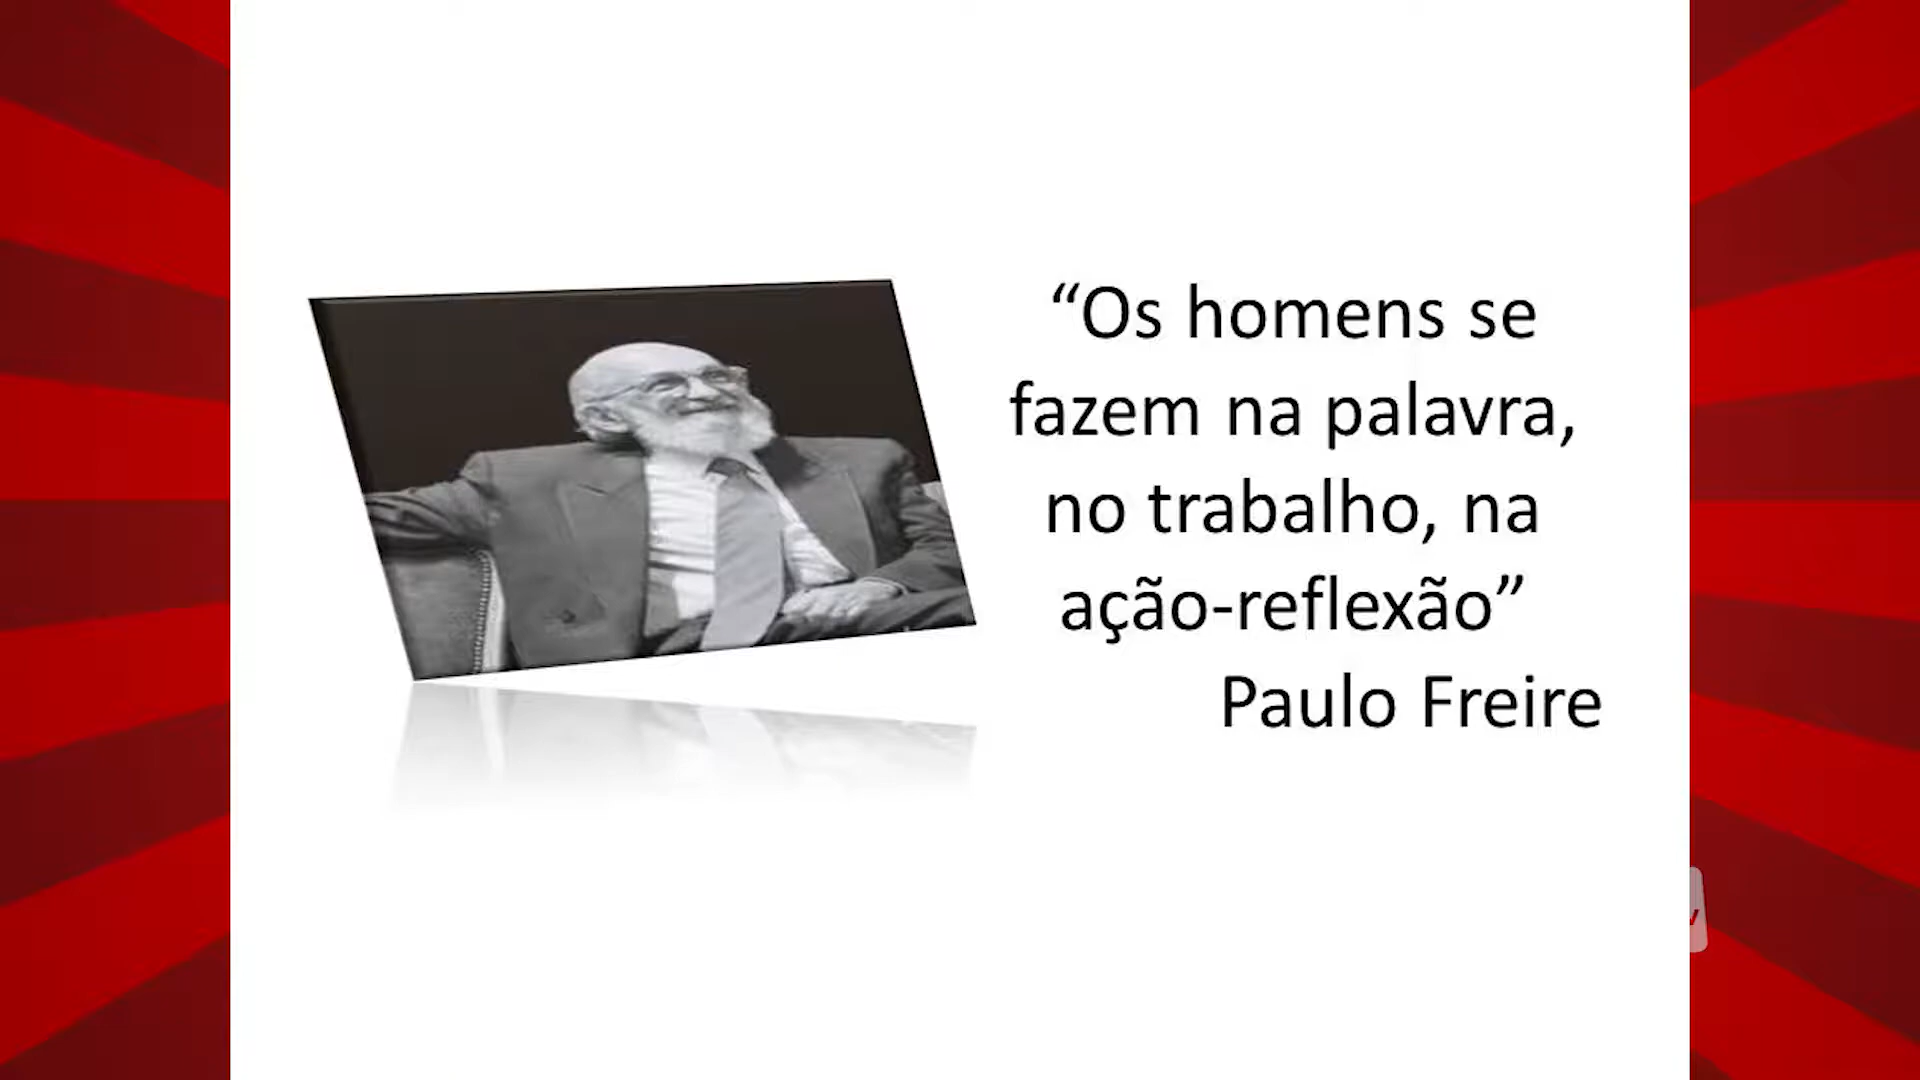 “Os homens se
fazem na palavra,
no trabalho, na
ação-reflexão”
Paulo Freire